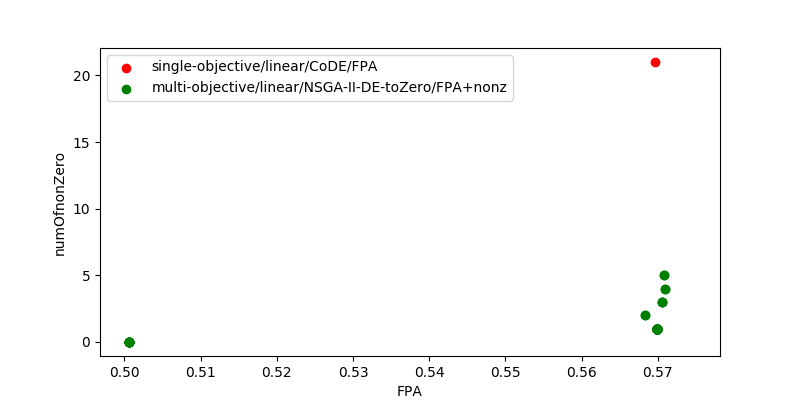 single-objective/linear/CoDE/FPA
multi-objective/linear/NSGA-II-DE-toZero/FPA+nonz
numOfnonZero
20
15
10
5
0
0.50 0.51 0.52 0.53 0.54 0.55 0.56 0.57
FPA